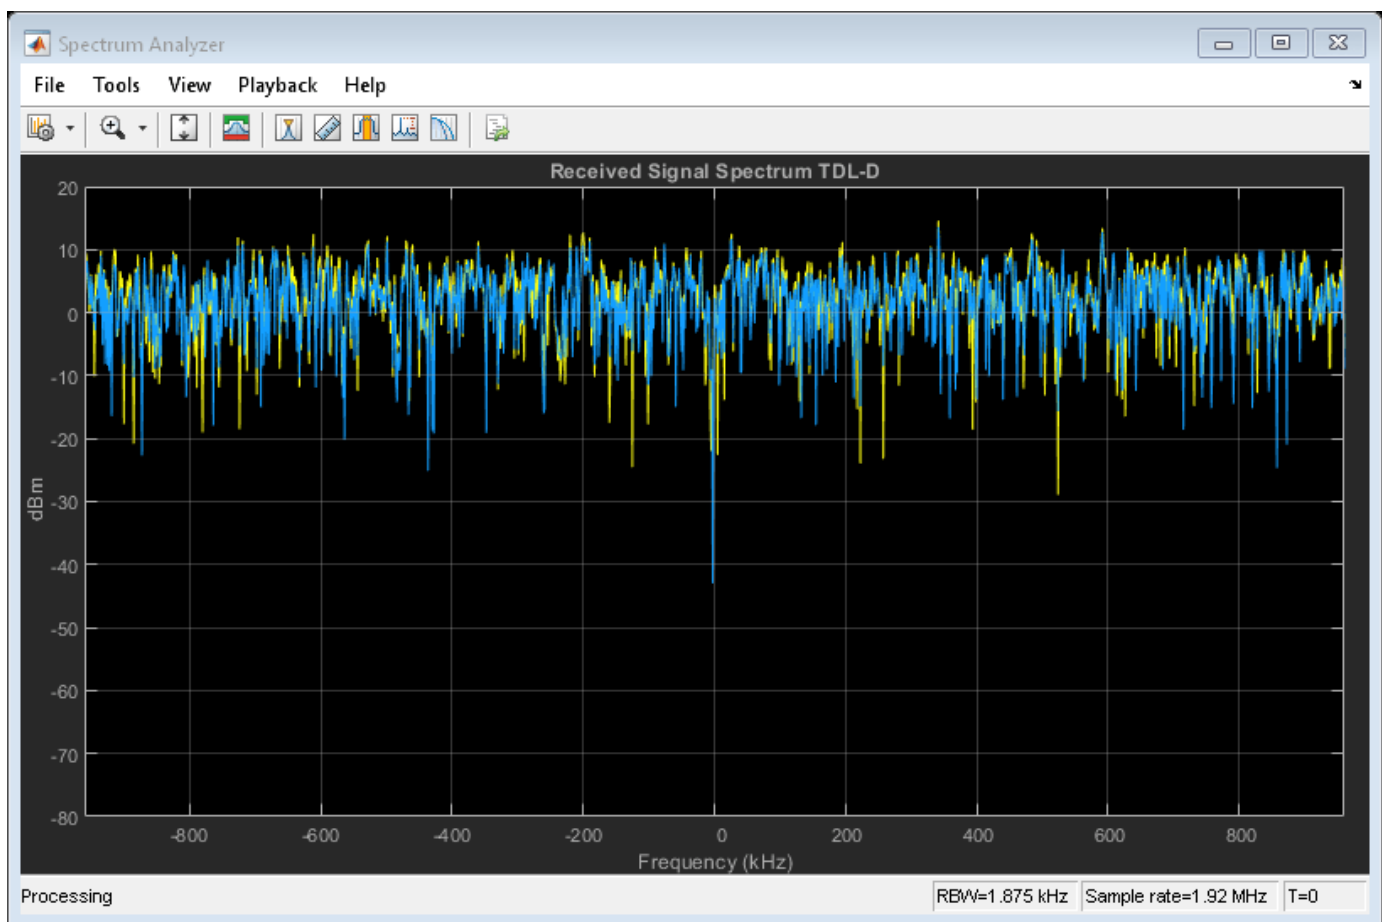 Spectrum Analyzer
File Tools View Playback Help
Received Signal Spectrum TDL-D
20
10
0
-10
-20
-30
-40
-50
-60
-70
-80
dBm
-800 -600 -400 -200 0 200 400 600 800
Frequency (kHz)
Processing RBW=1.875 kHz Sample rate=1.92 MHz T=0